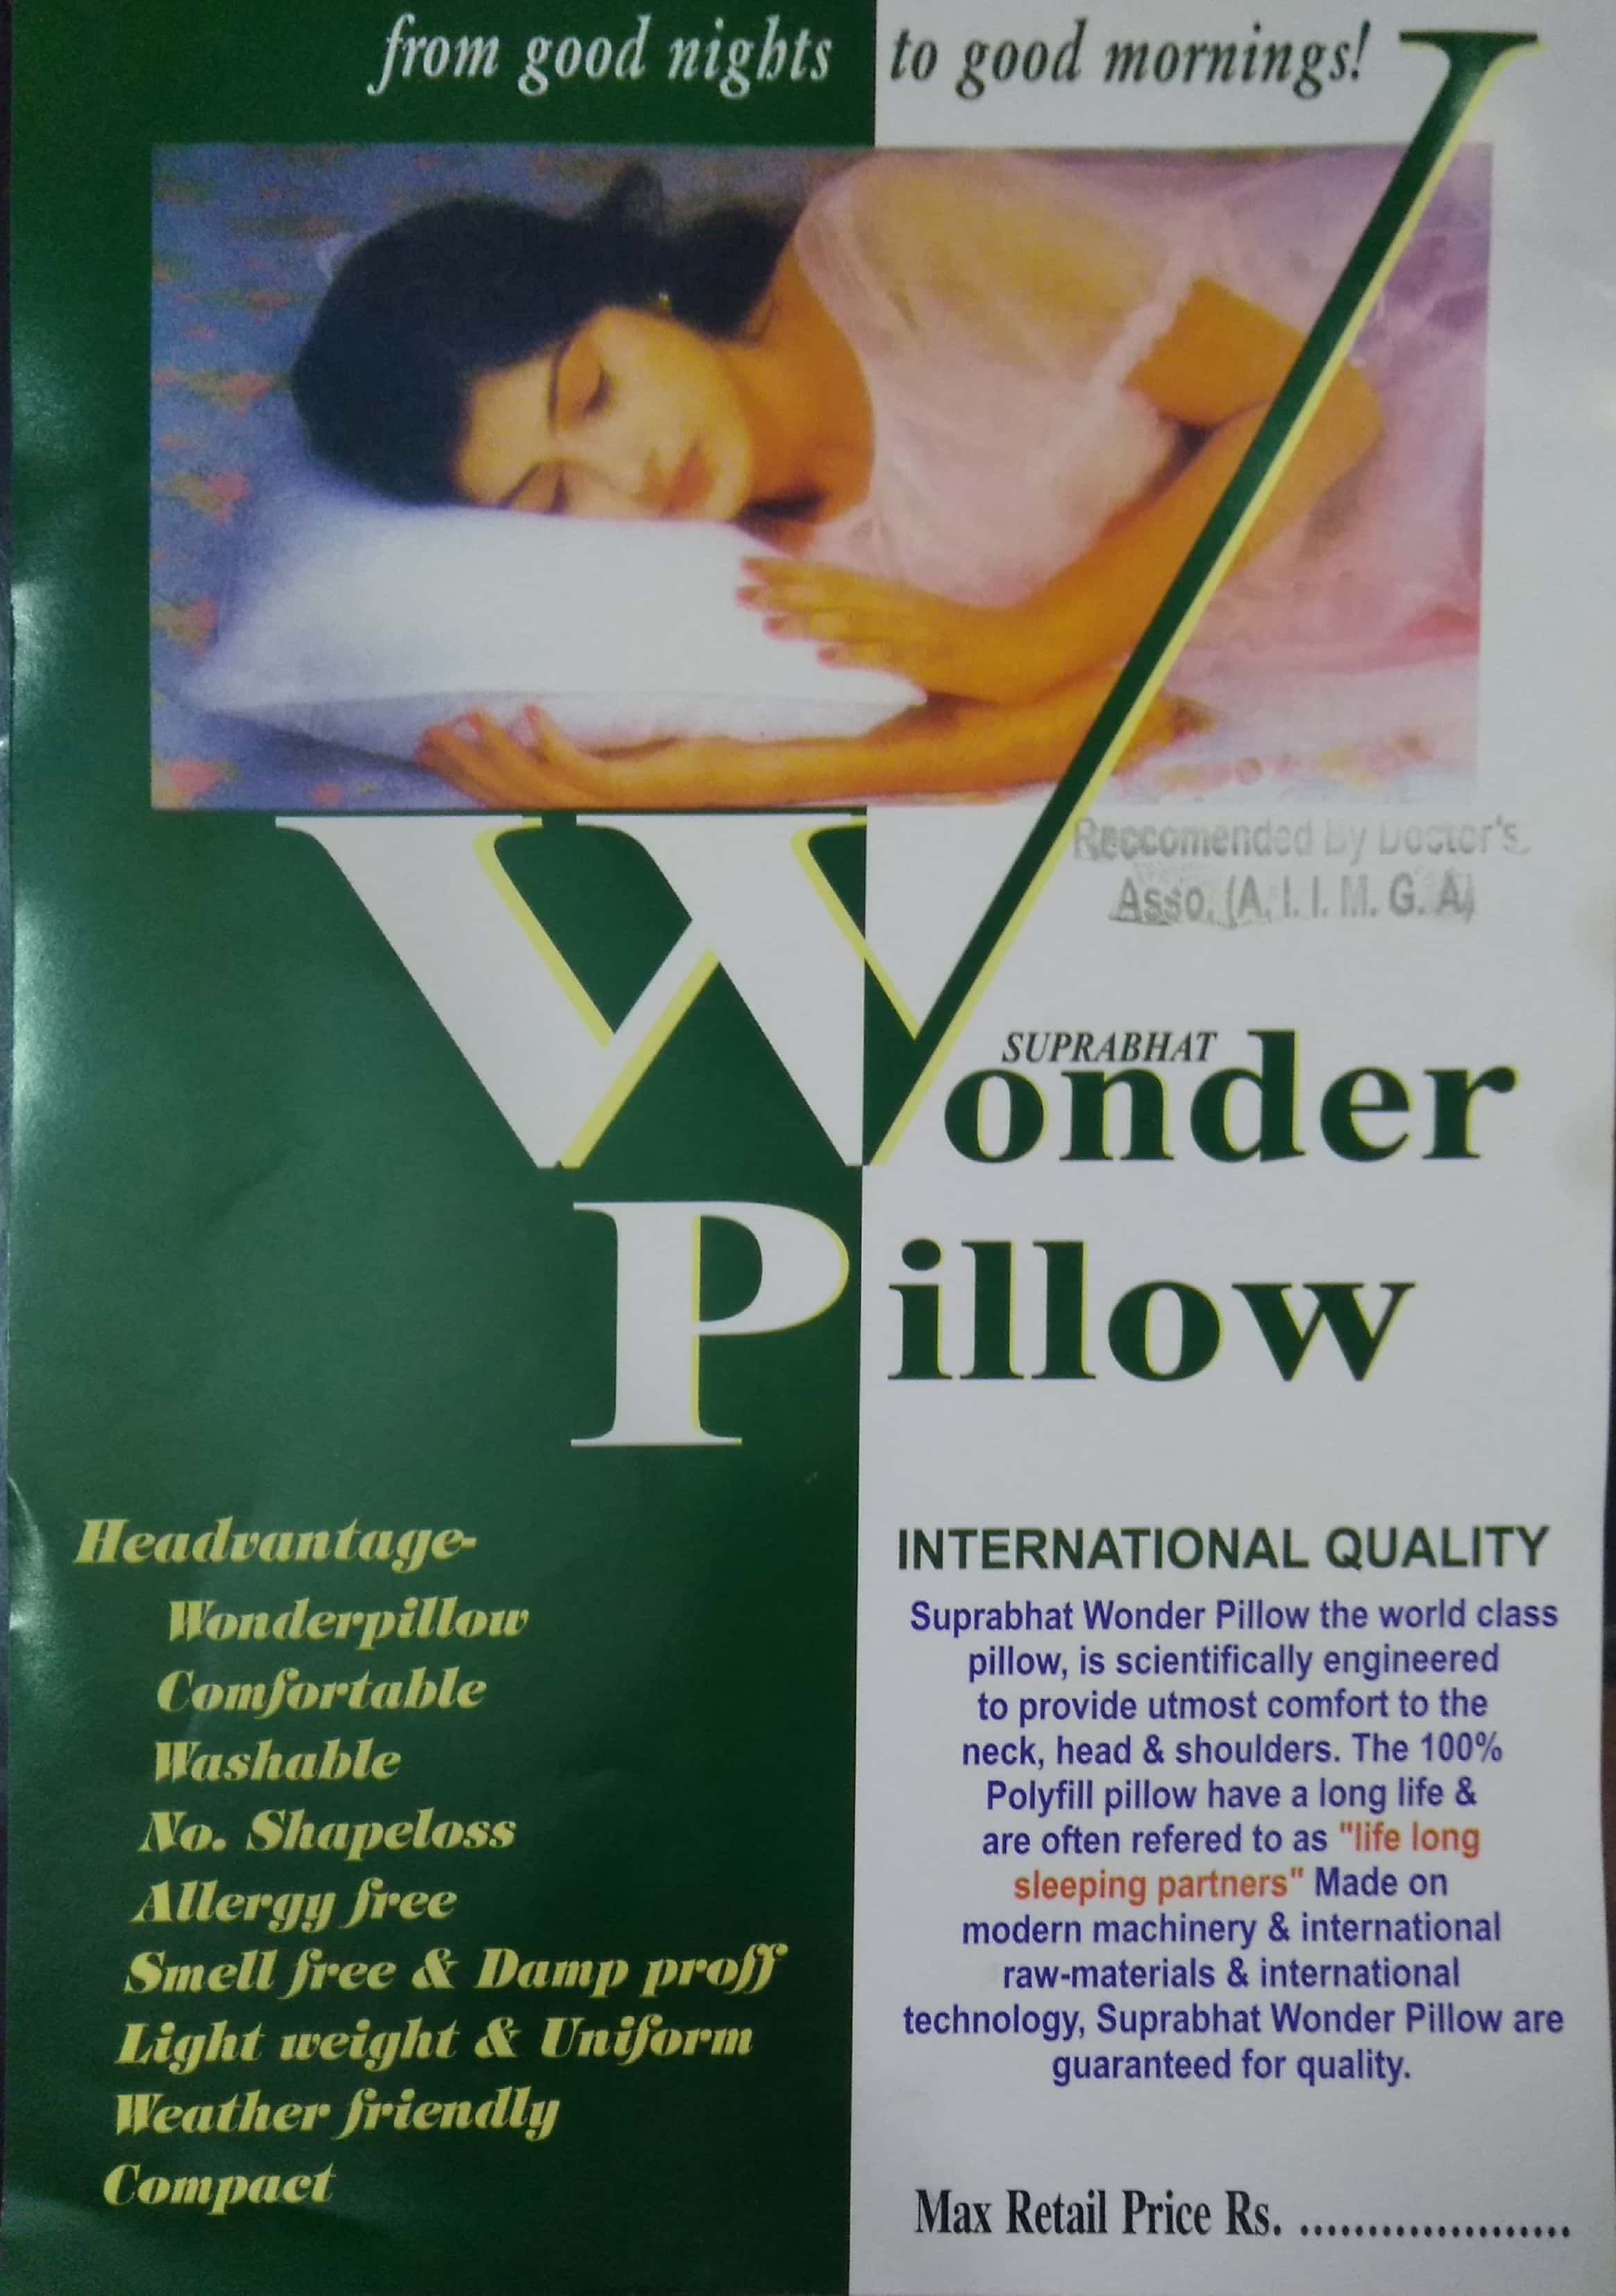 from good nights to good mornings!
Reccomended By Doctor's
Asso. (A. I. I. M. G. A)
SUPRABHAT
Wonder
Pillow
Headvantage-
Wonderpillow
Comfortable
Washable
No. Shapeloss
Allergy free
Smell free & Damp proff
Light weight & Uniform
Weather friendly
Compact
INTERNATIONAL QUALITY
Suprabhat Wonder Pillow the world class
pillow, is scientifically engineered
to provide utmost comfort to the
neck, head & shoulders. The 100%
Polyfill pillow have a long life &
are often refered to as "life long
sleeping partners" Made on
modern machinery & international
raw-materials & international
technology, Suprabhat Wonder Pillow are
guaranteed for quality.
Max Retail Price Rs. ....................